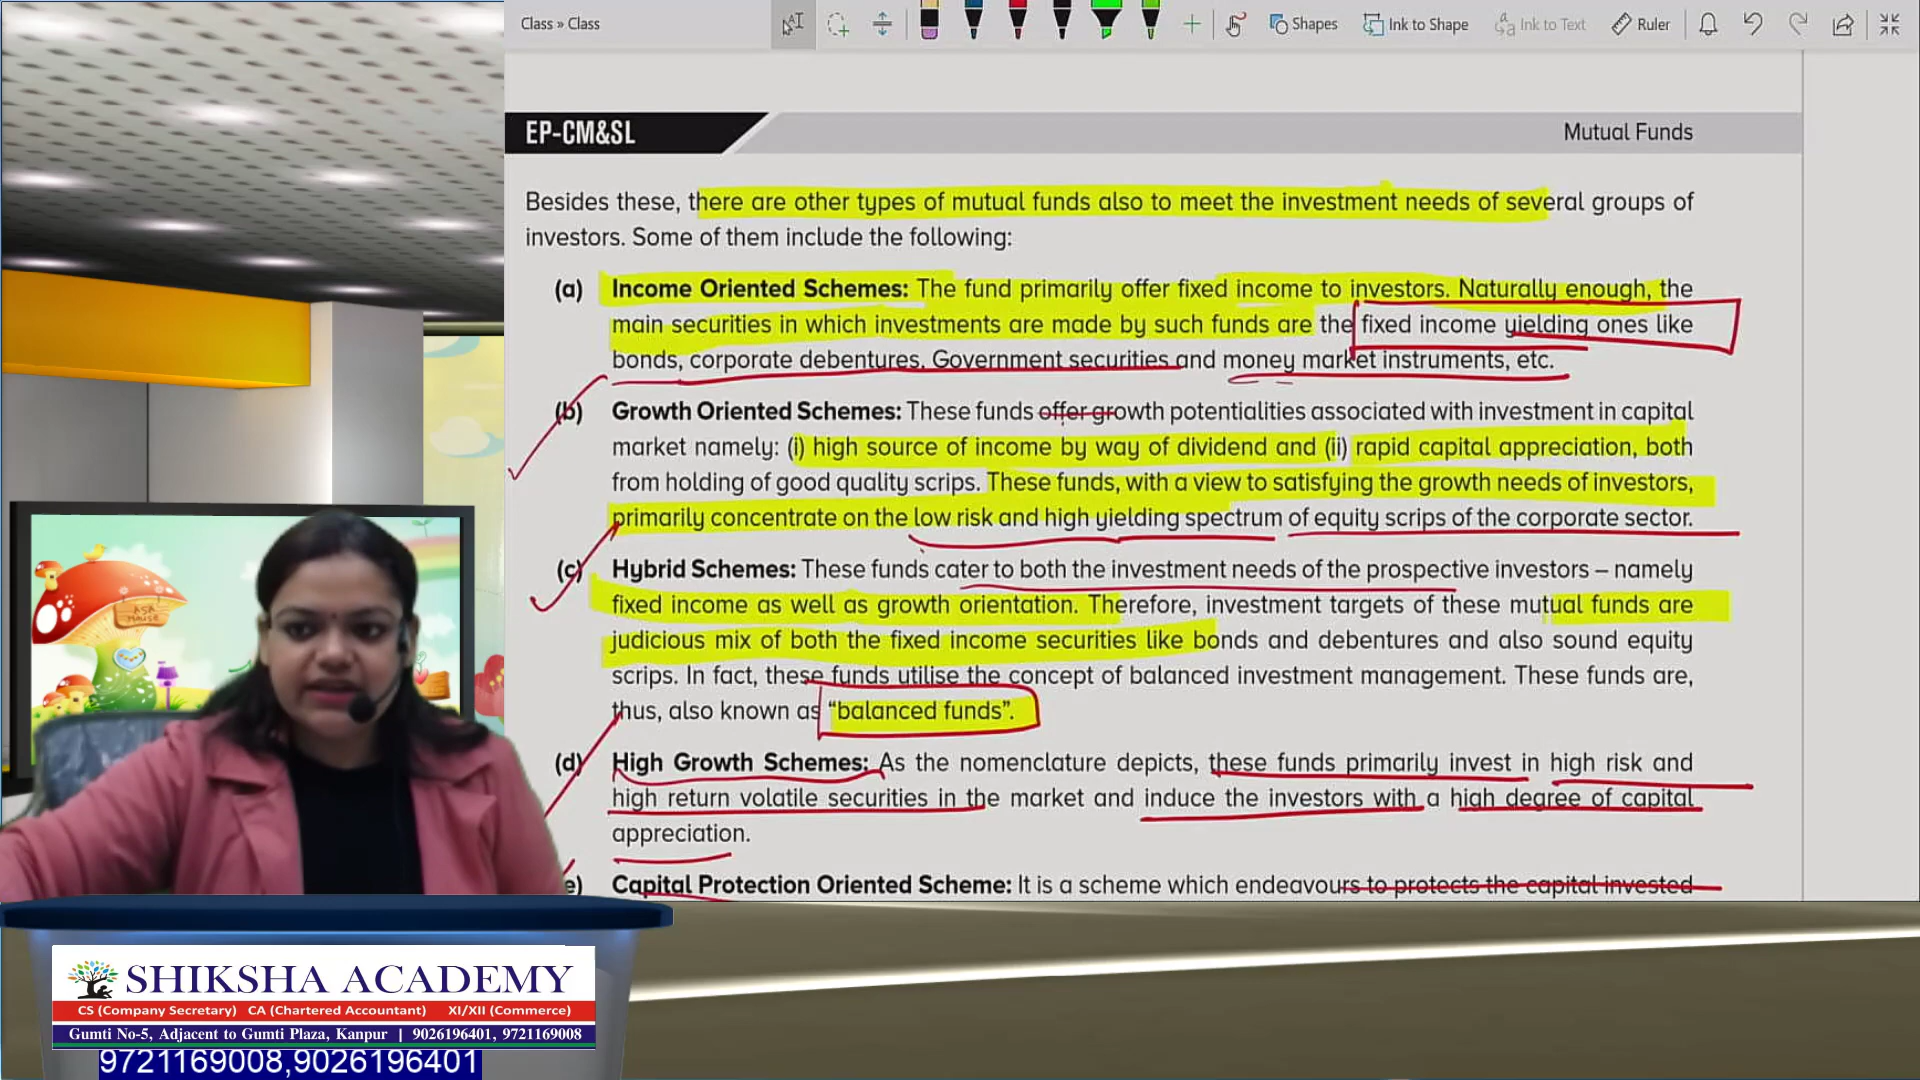 Class » Class
Shapes
Ink to Shape
Ink to Text
Ruler
EP-CM&SL
Mutual Funds
Besides these, there are other types of mutual funds also to meet the investment needs of several groups of
investors. Some of them include the following:
(a) Income Oriented Schemes: The fund primarily offer fixed income to investors. Naturally enough, the
main securities in which investments are made by such funds are the fixed income yielding ones like
bonds, corporate debentures. Government securities and money market instruments, etc.
(b) Growth Oriented Schemes: These funds offer growth potentialities associated with investment in capital
market namely: (i) high source of income by way of dividend and (ii) rapid capital appreciation, both
from holding of good quality scrips. These funds, with a view to satisfying the growth needs of investors,
primarily concentrate on the low risk and high yielding spectrum of equity scrips of the corporate sector.
(c) Hybrid Schemes: These funds cater to both the investment needs of the prospective investors – namely
fixed income as well as growth orientation. Therefore, investment targets of these mutual funds are
judicious mix of both the fixed income securities like bonds and debentures and also sound equity
scrips. In fact, these funds utilise the concept of balanced investment management. These funds are,
thus, also known as “balanced funds”.
(d) High Growth Schemes: As the nomenclature depicts, these funds primarily invest in high risk and
high return volatile securities in the market and induce the investors with a high degree of capital
appreciation.
e) Capital Protection Oriented Scheme: It is a scheme which endeavours to protects the capital invested
SHIKSHA ACADEMY
CS (Company Secretary) CA (Chartered Accountant) XI/XII (Commerce)
Gumti No-5, Adjacent to Gumti Plaza, Kanpur | 9026196401, 9721169008
9721169008,9026196401